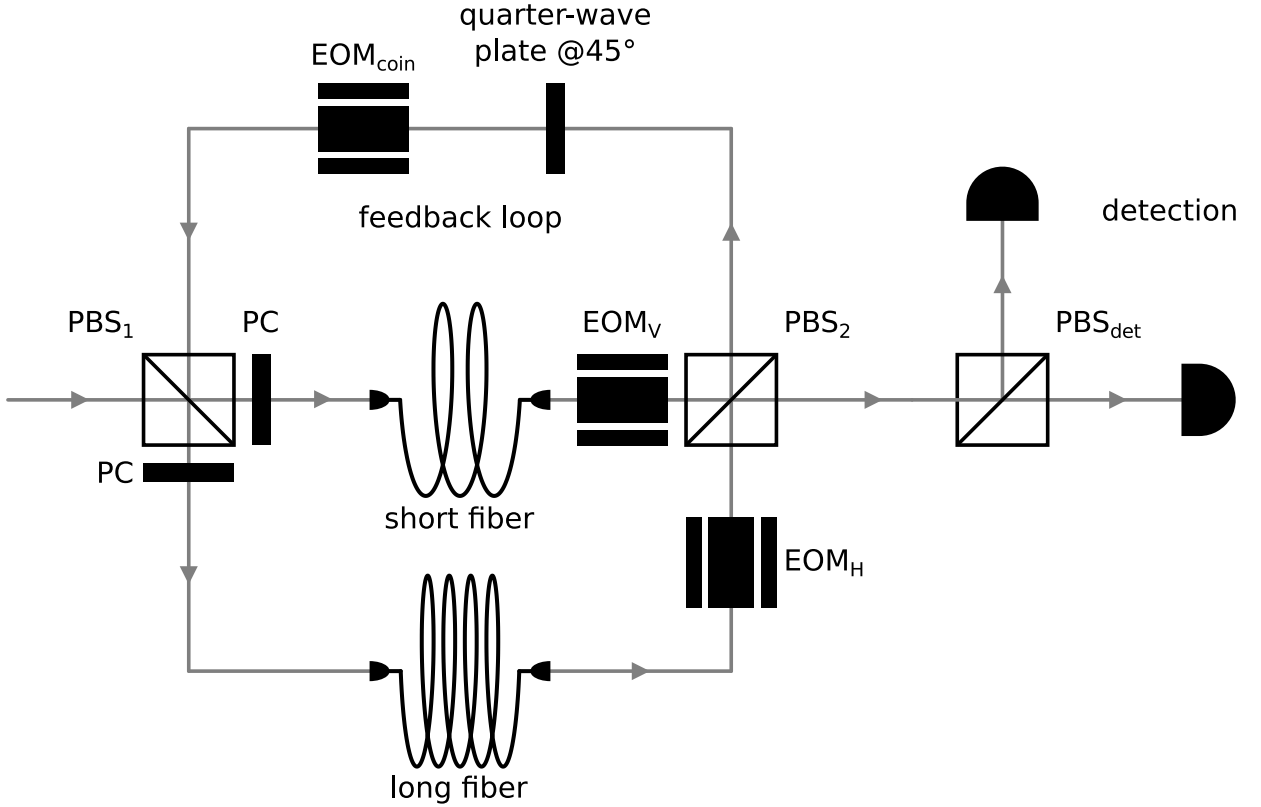 quarter-wave
plate @45°
EOM_coin
feedback loop
detection
PBS_1
PC
EOM_V
PBS_2
PBS_det
PC
short fiber
EOM_H
long fiber